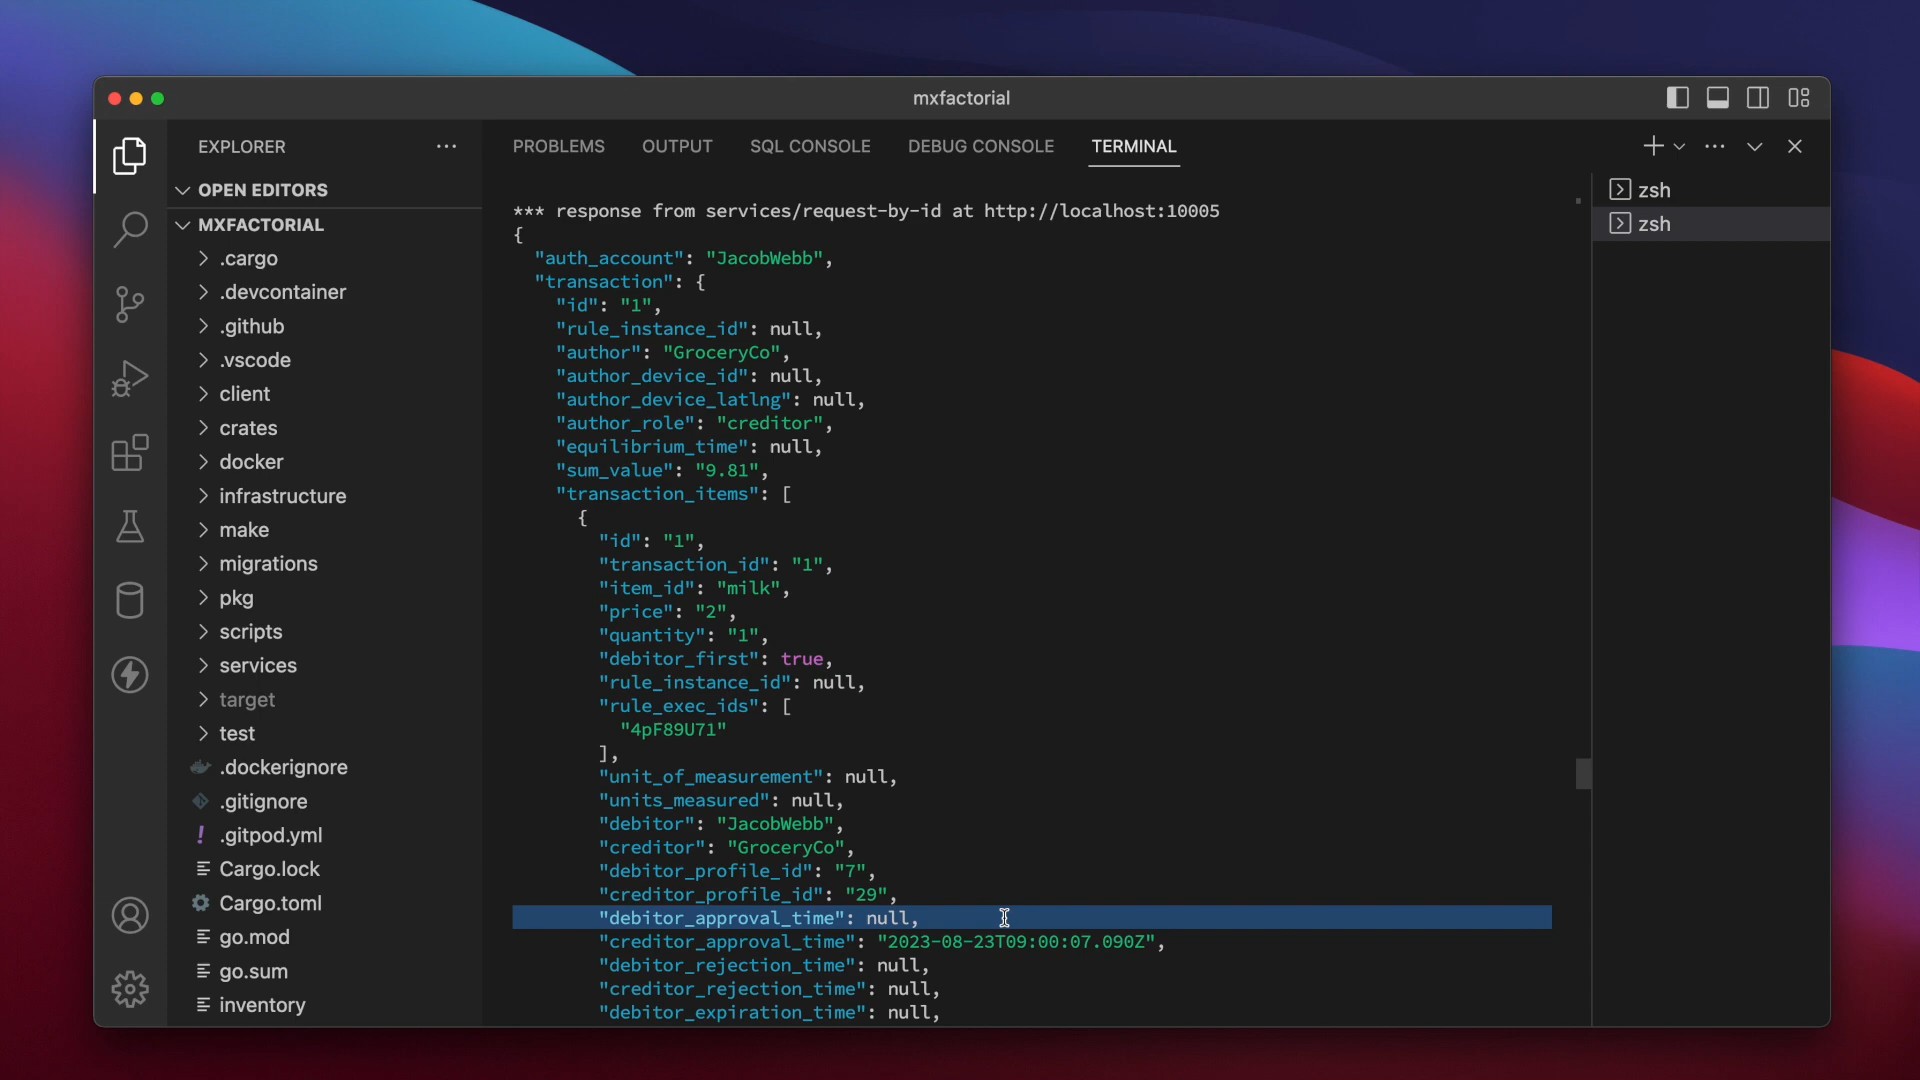 mxfactorial
EXPLORER
OPEN EDITORS
MXFACTORIAL
.cargo
.devcontainer
.github
.vscode
client
crates
docker
infrastructure
make
migrations
pkg
scripts
services
target
test
.dockerignore
.gitignore
! .gitpod.yml
Cargo.lock
Cargo.toml
go.mod
go.sum
inventory
PROBLEMS OUTPUT SQL CONSOLE DEBUG CONSOLE TERMINAL
*** response from services/request-by-id at http://localhost:10005
{
"auth_account": "JacobWebb",
"transaction": {
"id": "1",
"rule_instance_id": null,
"author": "GroceryCo",
"author_device_id": null,
"author_device_latlng": null,
"author_role": "creditor",
"equilibrium_time": null,
"sum_value": "9.81",
"transaction_items": [
{
"id": "1",
"transaction_id": "1",
"item_id": "milk",
"price": "2",
"quantity": "1",
"debitor_first": true,
"rule_instance_id": null,
"rule_exec_ids": [
"4pF89U71"
],
"unit_of_measurement": null,
"units_measured": null,
"debitor": "JacobWebb",
"creditor": "GroceryCo",
"debitor_profile_id": "7",
"creditor_profile_id": "29",
"debitor_approval_time": null,
"creditor_approval_time": "2023-08-23T09:00:07.090Z",
"debitor_rejection_time": null,
"creditor_rejection_time": null,
"debitor_expiration_time": null,
zsh
zsh